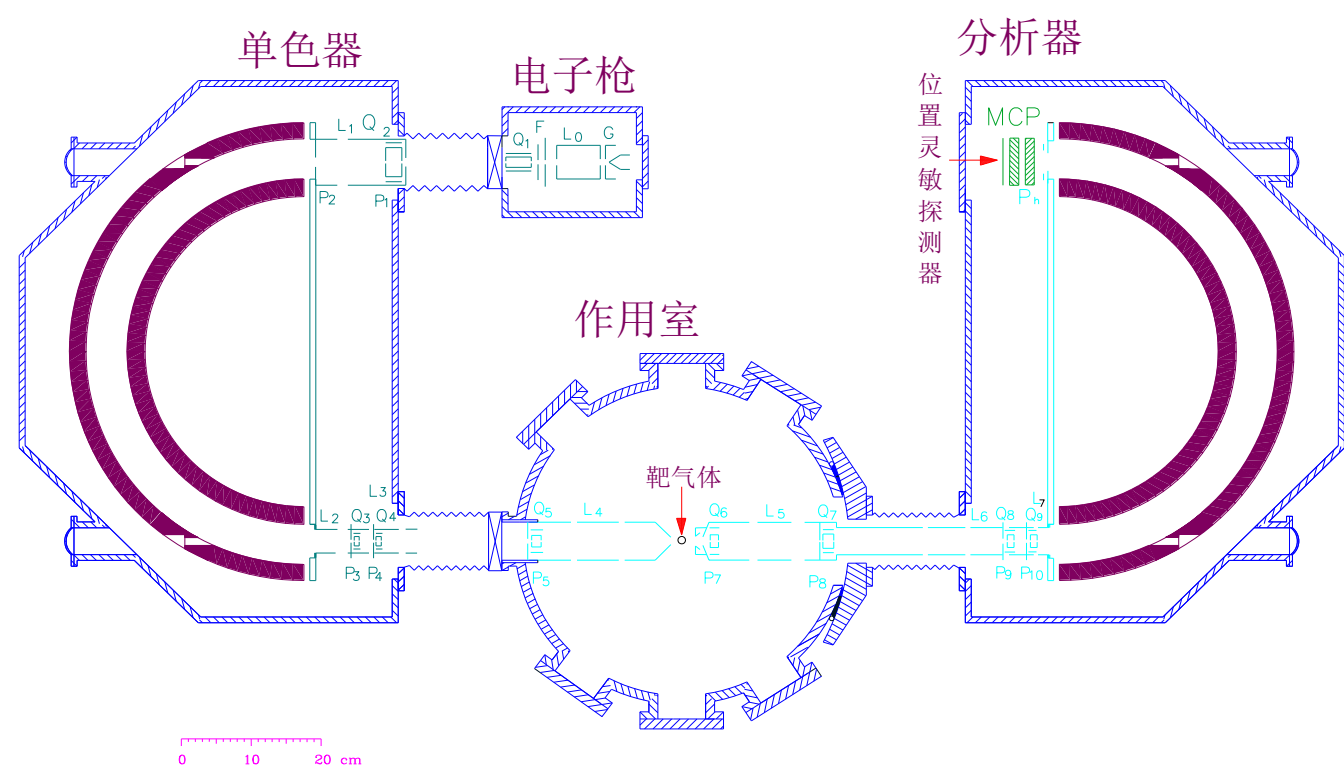 单色器
电子枪
分析器
位置灵敏探测器
MCP
L1 Q2
Q1 F L0 G
P2 P1
Ph
作用室
靶气体
L3
L2 Q3 Q4
P3 P4
Q5 L4
P5
Q6 L5 Q7
P7 P8
L7
L6 Q8 Q9
P9 P10
0 10 20 cm